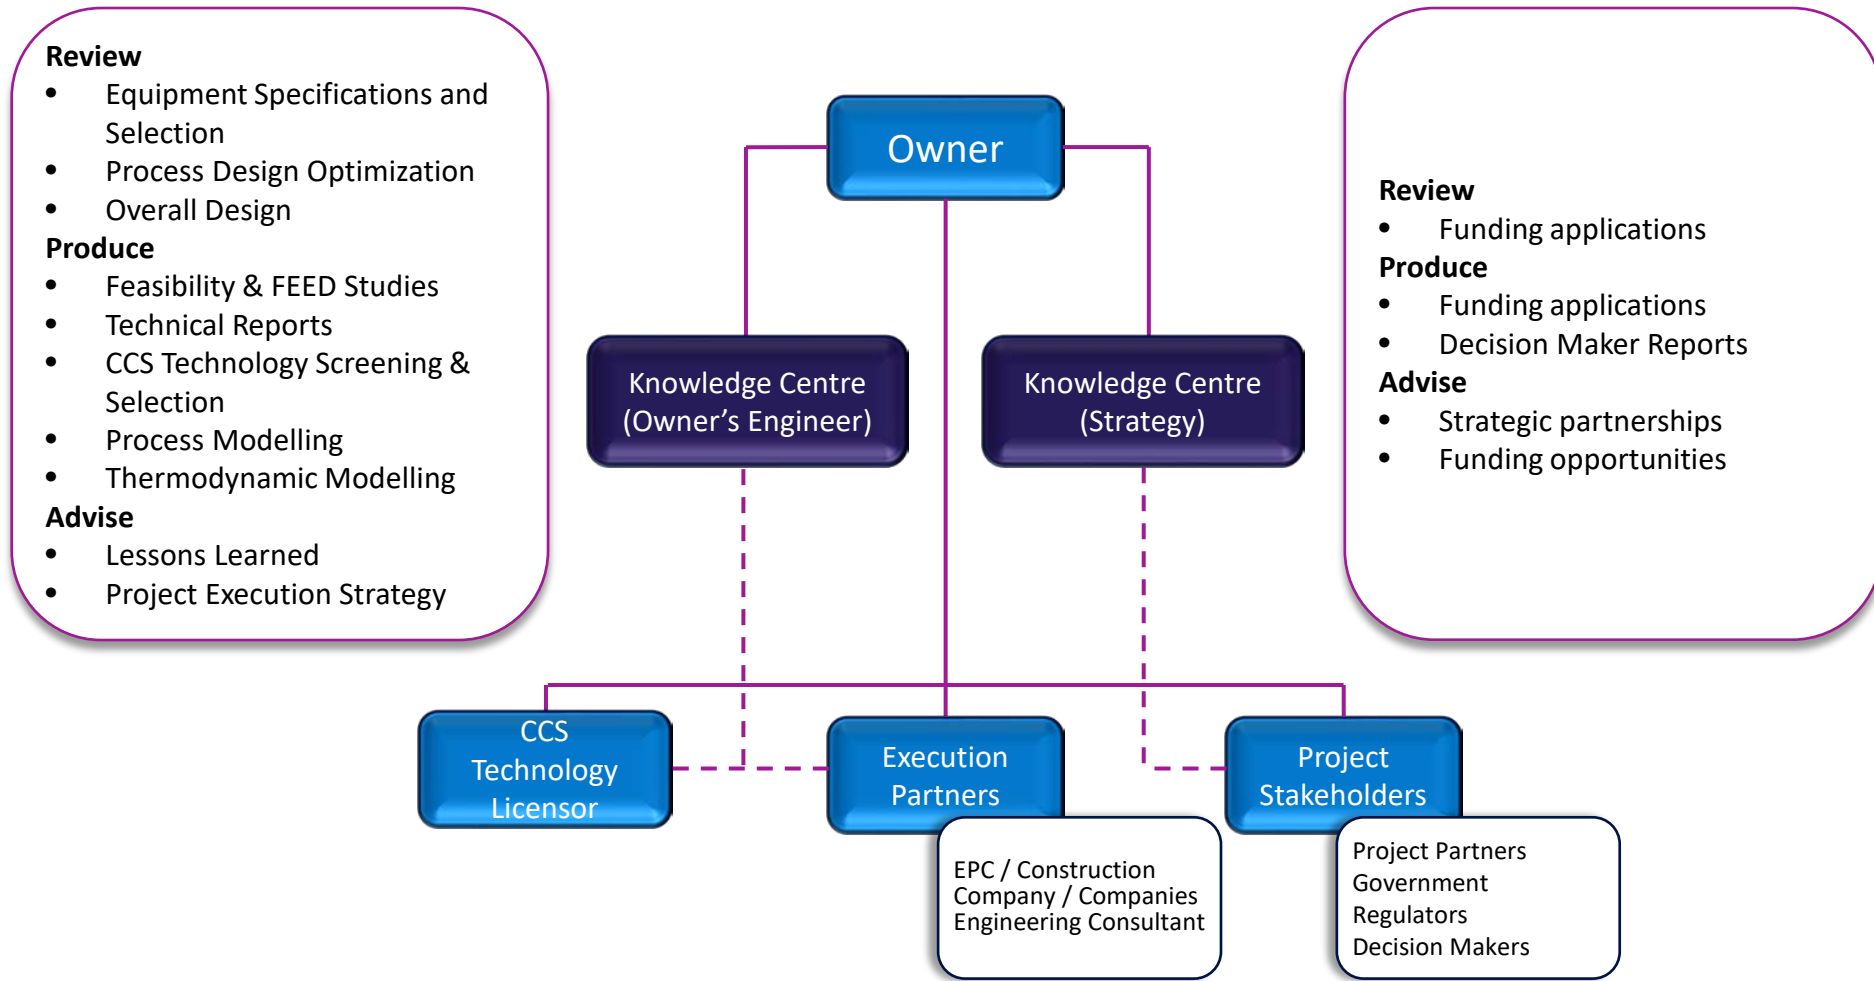 Review
• Equipment Specifications and
Selection
• Process Design Optimization
• Overall Design
Produce
• Feasibility & FEED Studies
• Technical Reports
• CCS Technology Screening &
Selection
• Process Modelling
• Thermodynamic Modelling
Advise
• Lessons Learned
• Project Execution Strategy
Owner
Knowledge Centre
(Owner’s Engineer)
Knowledge Centre
(Strategy)
Review
• Funding applications
Produce
• Funding applications
• Decision Maker Reports
Advise
• Strategic partnerships
• Funding opportunities
CCS
Technology
Licensor
Execution
Partners
EPC / Construction
Company / Companies
Engineering Consultant
Project
Stakeholders
Project Partners
Government
Regulators
Decision Makers